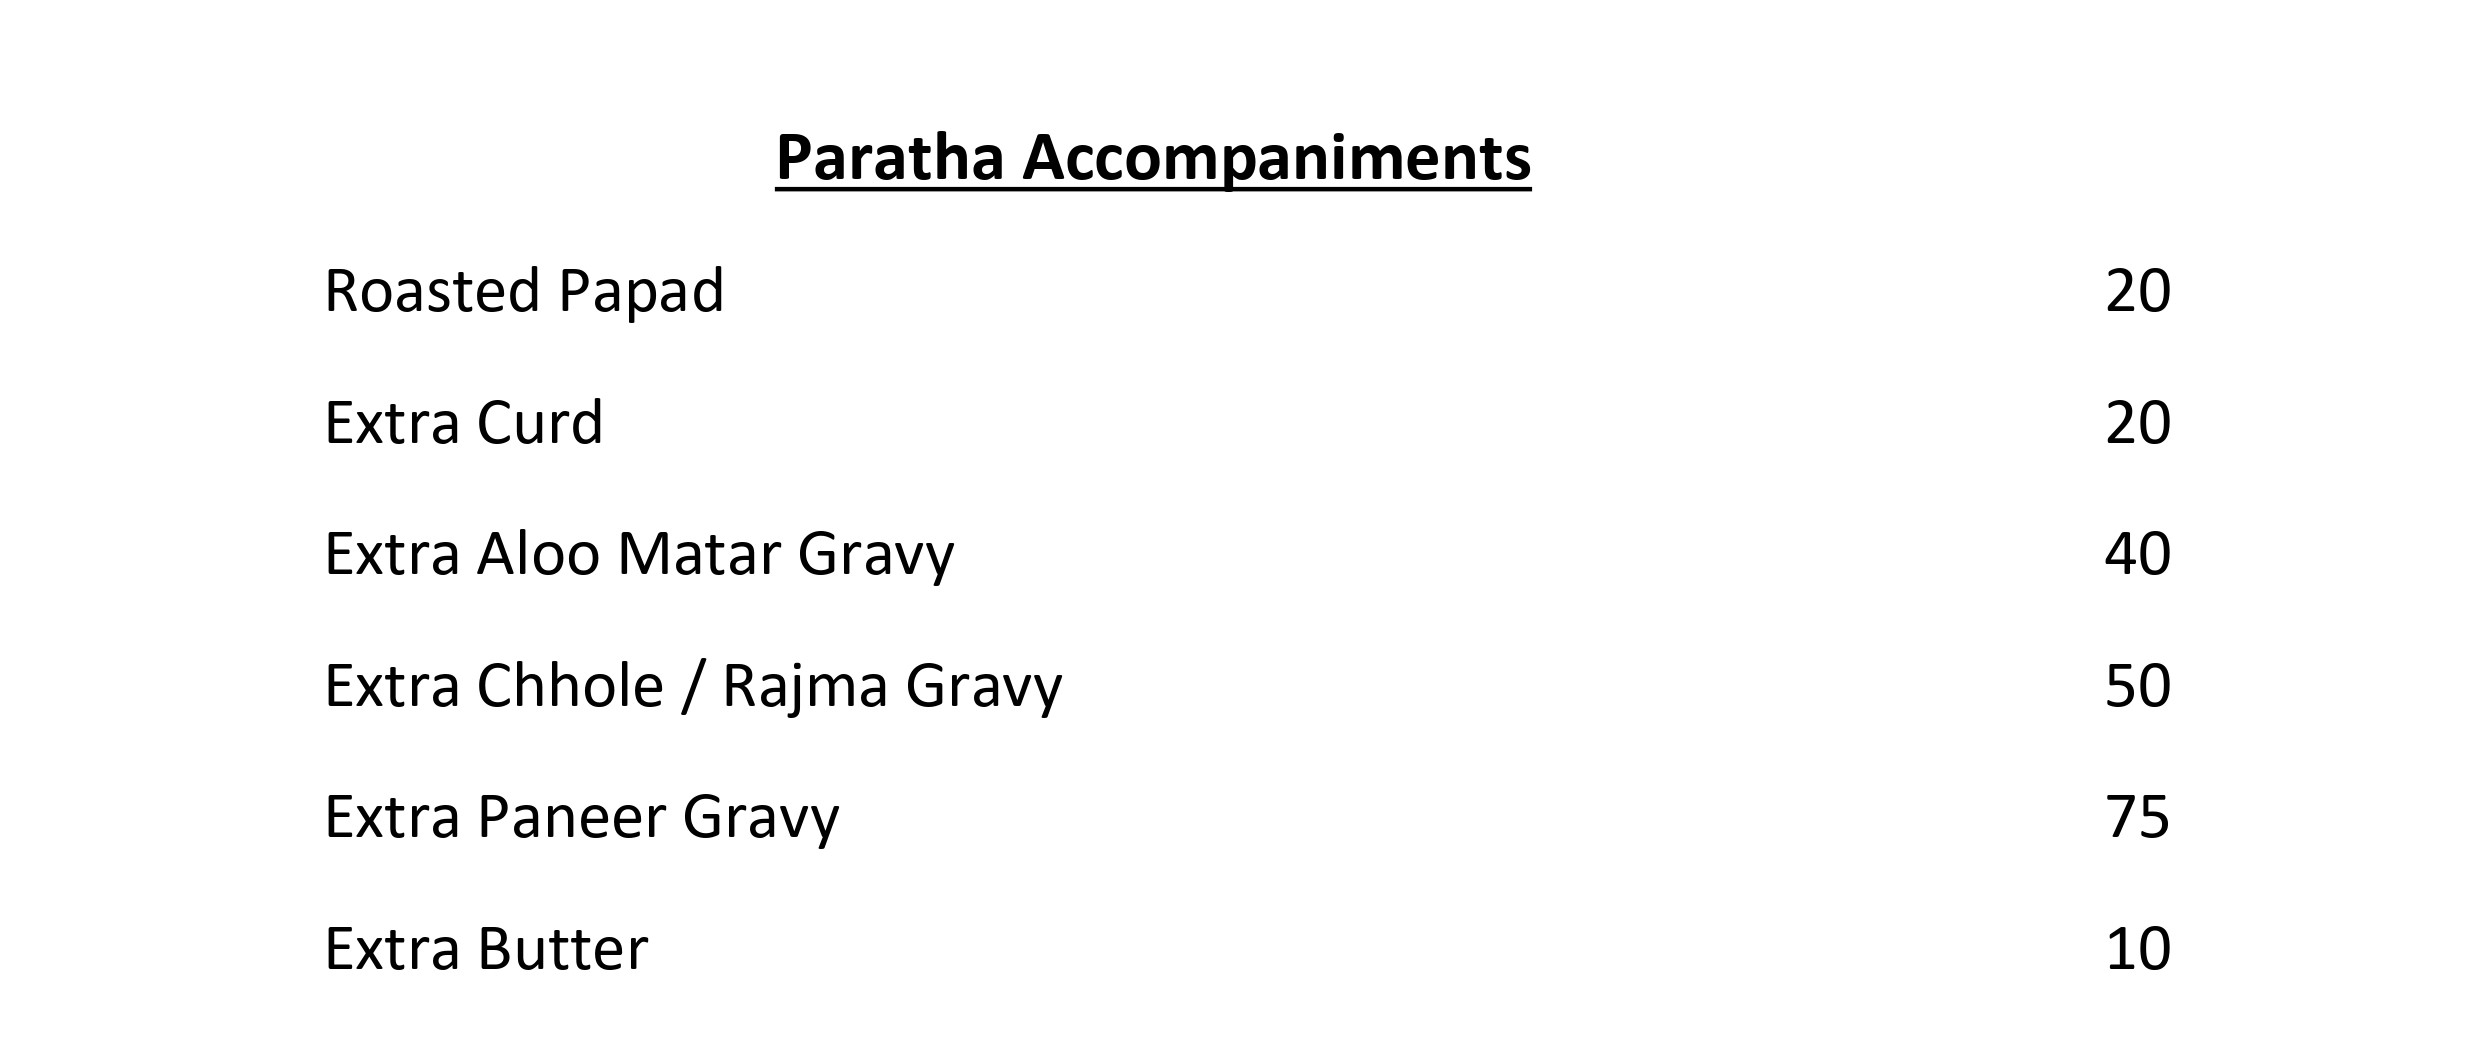 Paratha Accompaniments
Roasted Papad 20
Extra Curd 20
Extra Aloo Matar Gravy 40
Extra Chhole / Rajma Gravy 50
Extra Paneer Gravy 75
Extra Butter 10